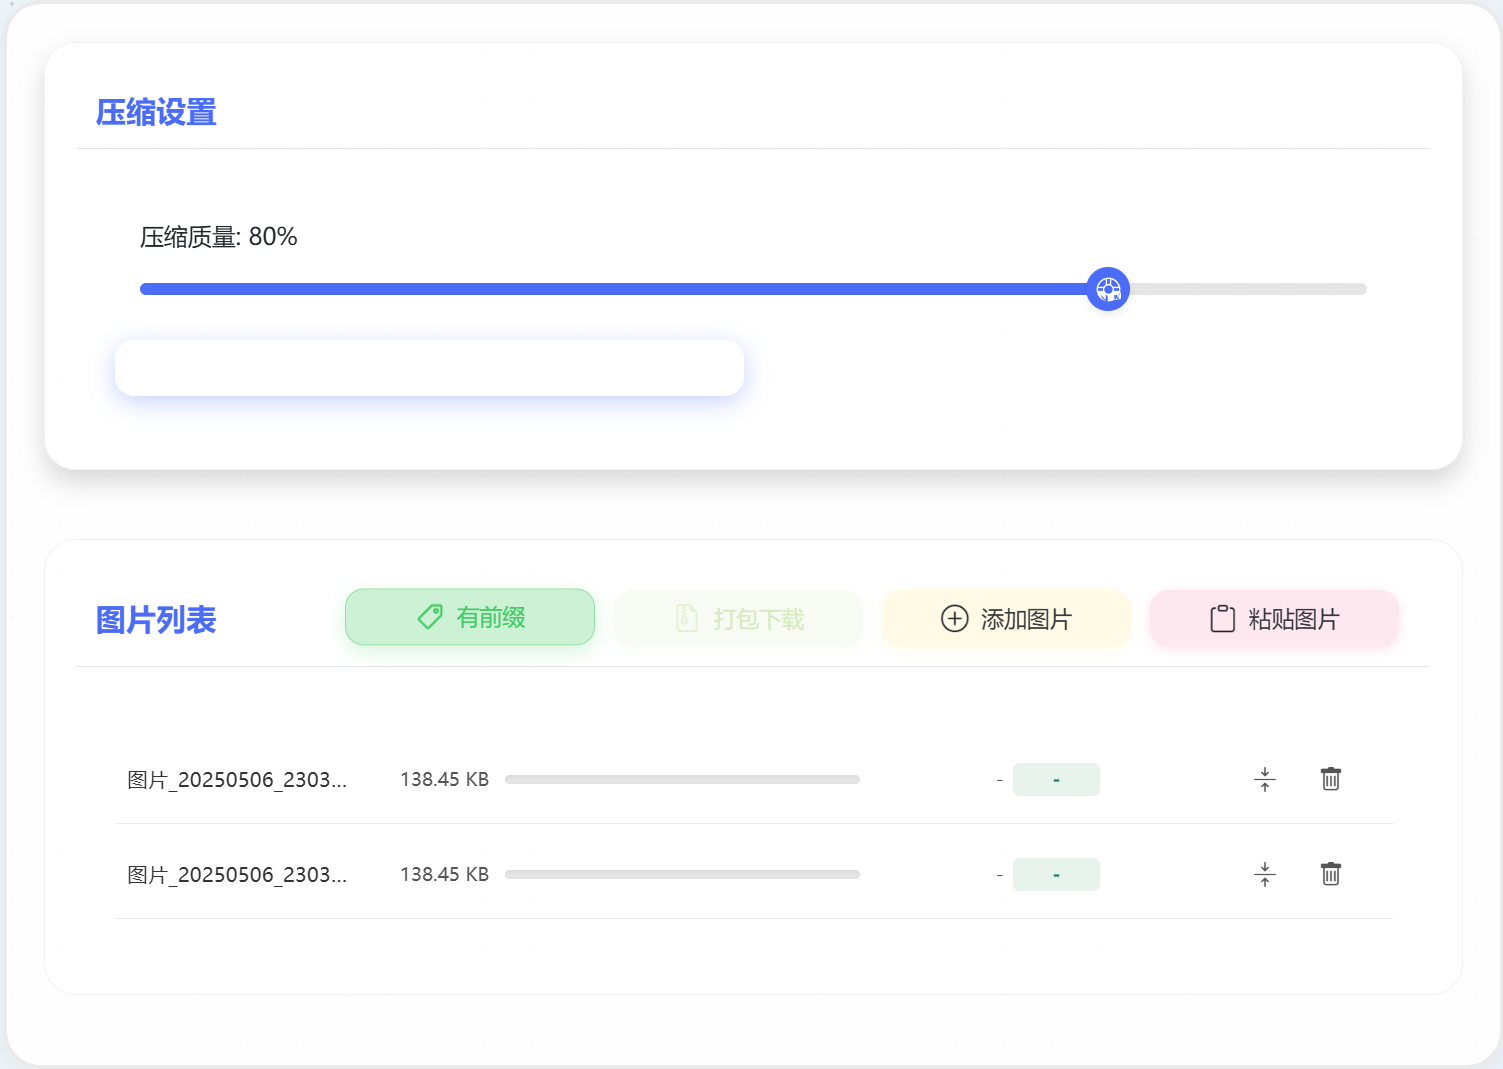 压缩设置
压缩质量: 80%
图片列表
有前缀
打包下载
添加图片
粘贴图片
图片_20250506_2303... 138.45 KB - -
图片_20250506_2303... 138.45 KB - -